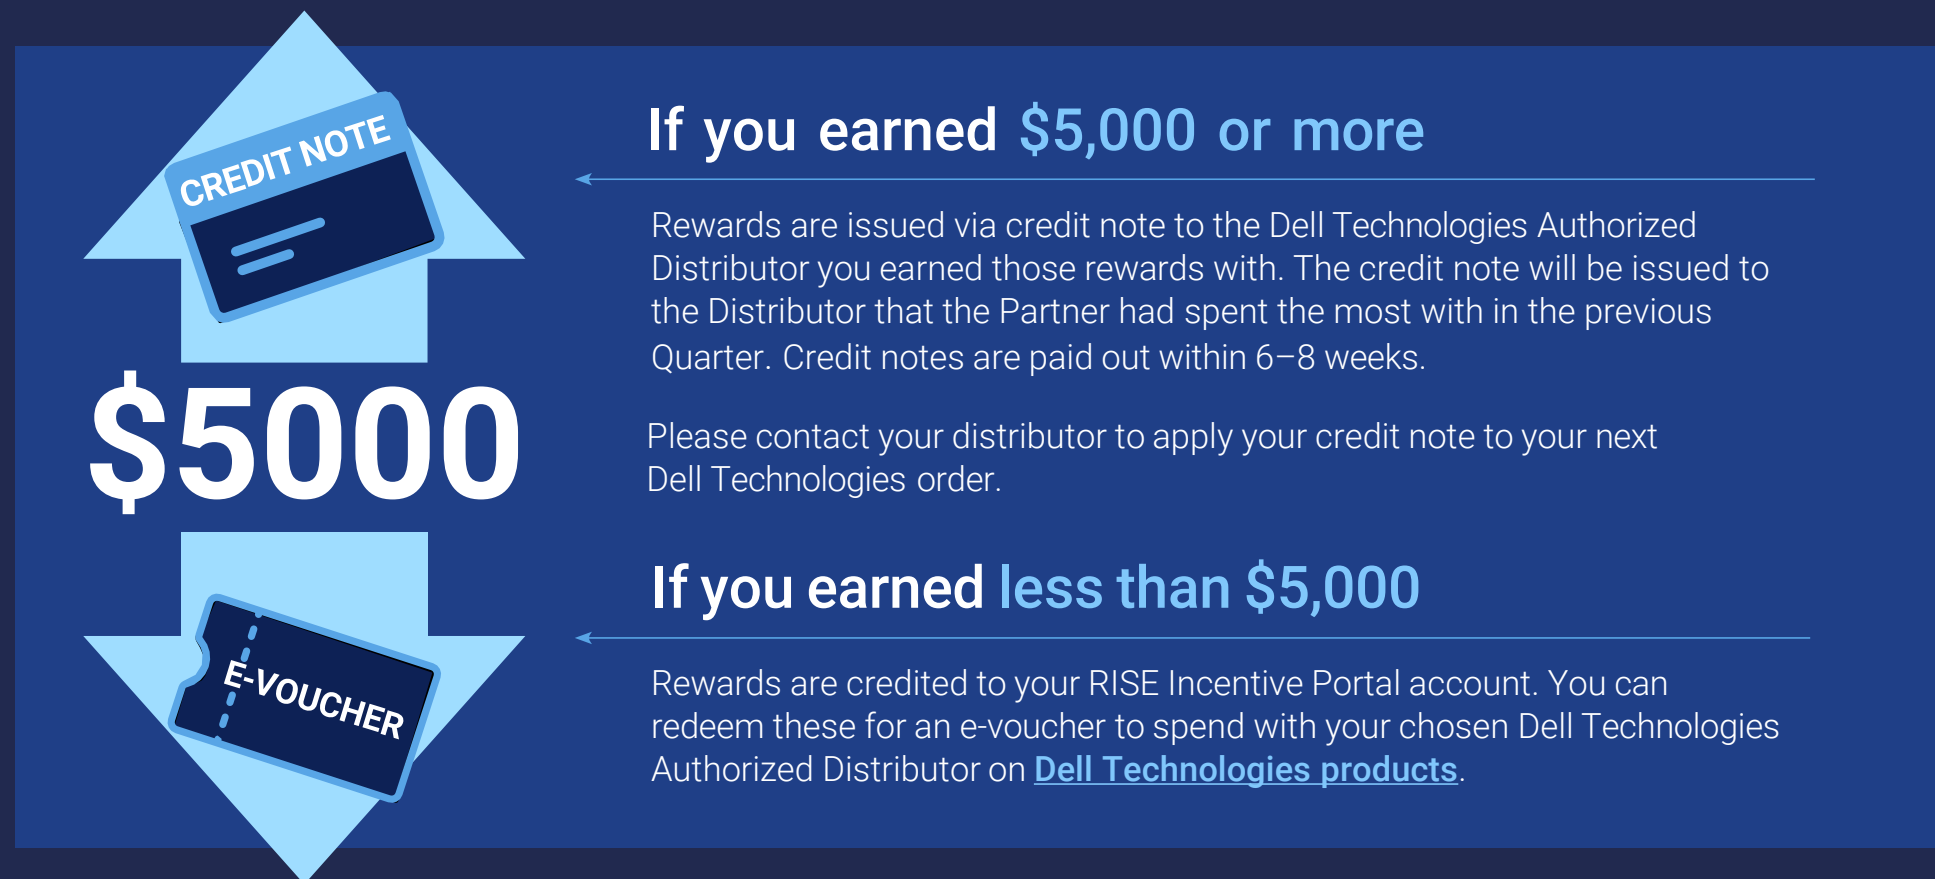 CREDIT NOTE
$5000
E-VOUCHER
If you earned $5,000 or more
Rewards are issued via credit note to the Dell Technologies Authorized
Distributor you earned those rewards with. The credit note will be issued to
the Distributor that the Partner had spent the most with in the previous
Quarter. Credit notes are paid out within 6–8 weeks.
Please contact your distributor to apply your credit note to your next
Dell Technologies order.
If you earned less than $5,000
Rewards are credited to your RISE Incentive Portal account. You can
redeem these for an e-voucher to spend with your chosen Dell Technologies
Authorized Distributor on Dell Technologies products.